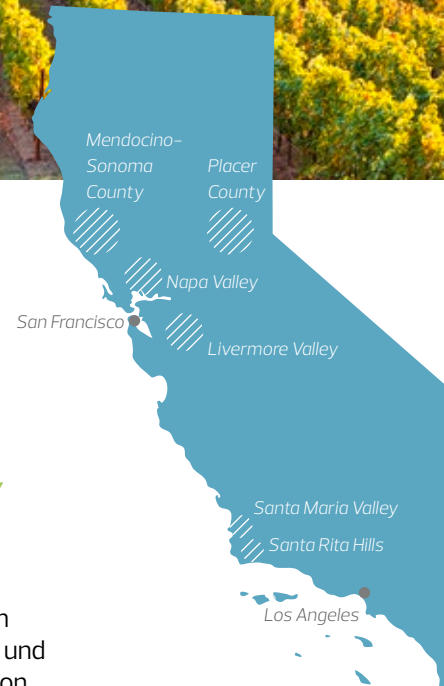 Mendocino-
Sonoma
County
Placer
County
Napa Valley
San Francisco
Livermore Valley
Santa Maria Valley
Santa Rita Hills
Los Angeles
und